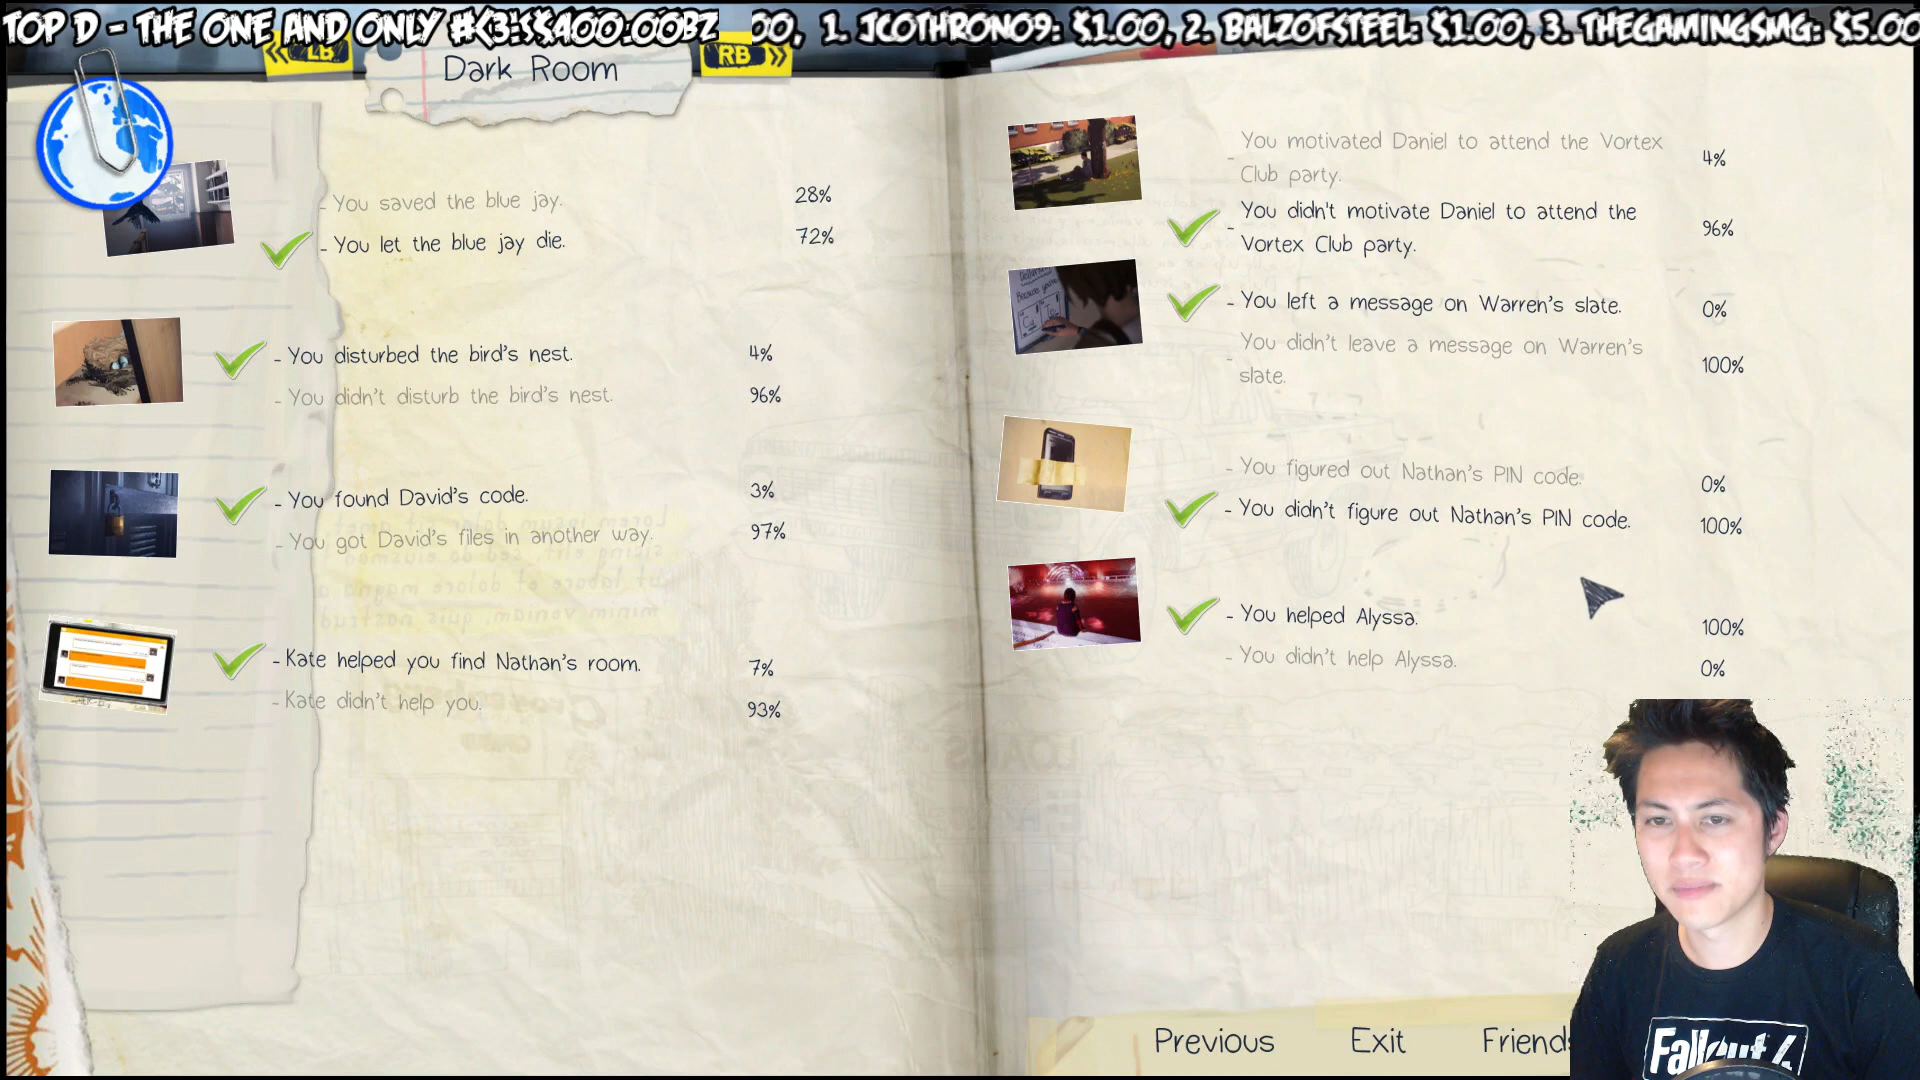 TOP D - THE ONE AND ONLY #<3:
$400.00
00, 1. JCOTHRON09: $1.00, 2. BALZOFSTEEL: $1.00, 3. THEGAMINGSMG: $5.00
LB
Dark Room
RB
- You saved the blue jay. 28%
- You let the blue jay die. 72%
- You disturbed the bird's nest. 4%
- You didn't disturb the bird's nest. 96%
- You found David's code. 3%
- You got David's files in another way. 97%
- Kate helped you find Nathan's room. 7%
- Kate didn't help you. 93%
- You motivated Daniel to attend the Vortex
Club party. 4%
- You didn't motivate Daniel to attend the
Vortex Club party. 96%
- You left a message on Warren's slate. 0%
- You didn't leave a message on Warren's
slate. 100%
- You figured out Nathan's PIN code. 0%
- You didn't figure out Nathan's PIN code. 100%
- You helped Alyssa. 100%
- You didn't help Alyssa. 0%
Previous Exit Friends
Fallout 4